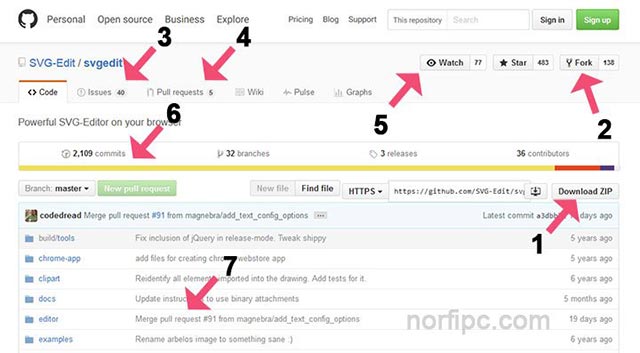 Personal Open source Business Explore Pricing Blog Support This repository Search Sign in Sign up
3 4
SVG-Edit / svgedit Watch 77 Star 483 Fork 138
Code Issues 40 Pull requests 5 Wiki Pulse Graphs
6 5 2
Powerful SVG-Editor on your browser
2,109 commits 32 branches 3 releases 36 contributors
Branch: master New pull request New file Find file HTTPS https://github.com/SVG-Edit/sv Download ZIP
codedread Merge pull request #91 from magnebra/add_text_config_options Latest commit days ago
1
build/tools Fix inclusion of jQuery in release-mode. Tweak shippy 5 years ago
chrome-app add files for creating webstore app 5 years ago
7
clipart Reidentify all imported into the drawing. Add tests for it. 6 years ago
docs Update to use binary attachments 5 months ago
editor Merge pull request #91 from magnebra/add_text_config_options 19 days ago
examples Rename arbelos image to something sane :) 6 years ago
norfipc.com